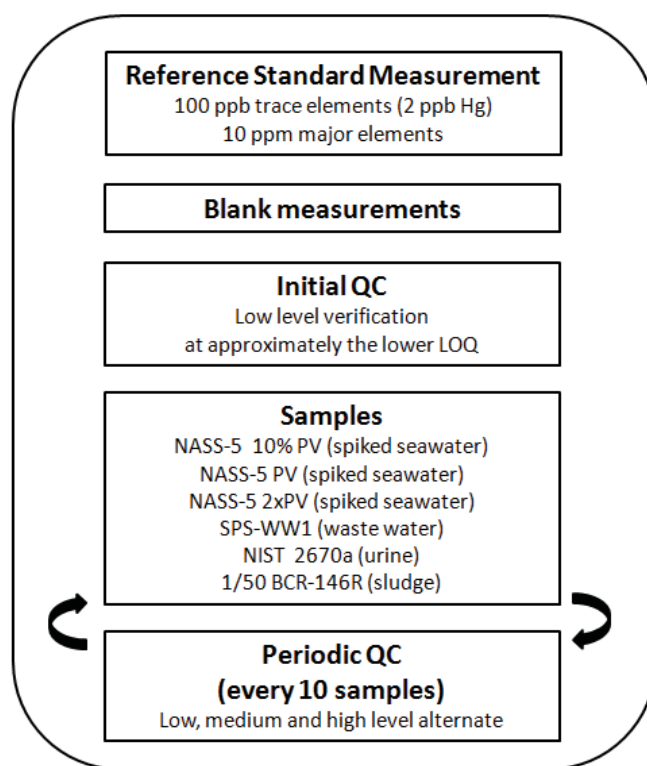 Reference Standard Measurement
100 ppb trace elements (2 ppb Hg)
10 ppm major elements
Blank measurements
Initial QC
Low level verification
at approximately the lower LOQ
Samples
NASS-5 10% PV (spiked seawater)
NASS-5 PV (spiked seawater)
NASS-5 2xPV (spiked seawater)
SPS-WW1 (waste water)
NIST 2670a (urine)
1/50 BCR-146R (sludge)
Periodic QC
(every 10 samples)
Low, medium and high level alternate